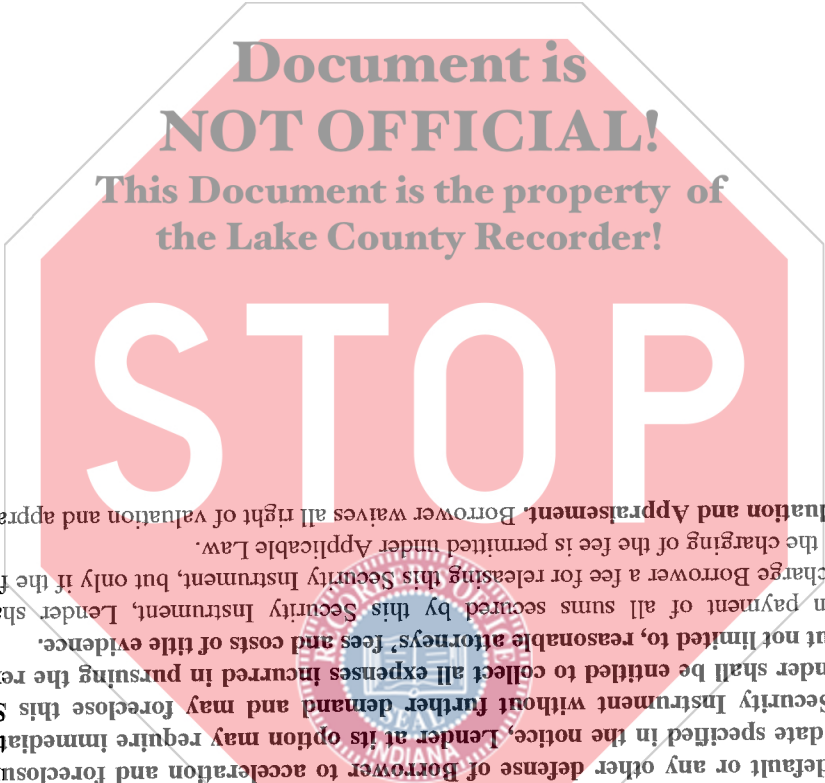 Document is
NOT OFFICIAL!
This Document is the property of
the Lake County Recorder!
STOP
default or any other defense of Borrower to acceleration and foreclosu
date specified in the notice, Lender at its option may require immediat
Security Instrument without further demand and may foreclose this S
nder shall be entitled to collect all expenses incurred in pursuing the re
ut not limited to, reasonable attorneys' fees and costs of title evidence.
n payment of all sums secured by this Security Instrument, Lender sha
charge Borrower a fee for releasing this Security Instrument, but only if the f
the charging of the fee is permitted under Applicable Law.
luation and Appraisement. Borrower waives all right of valuation and appra
SEAL
INDIANA